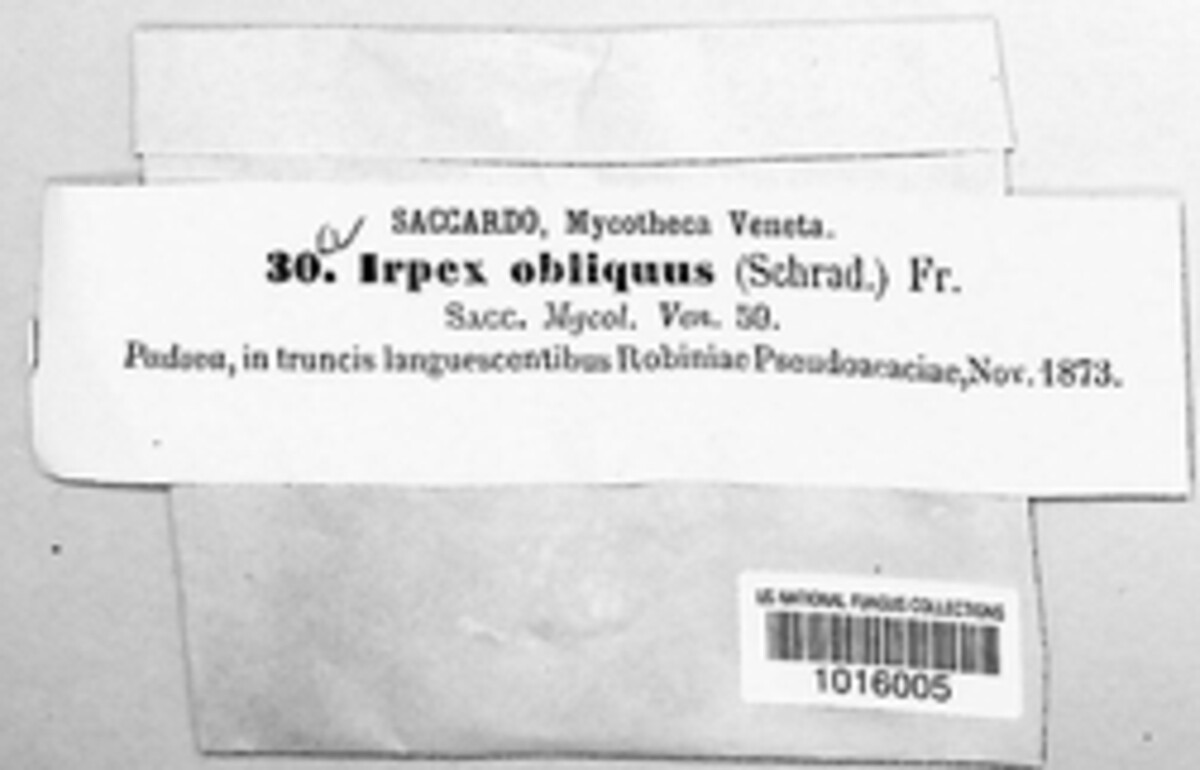 SACCARDO, Mycotheca Veneta.
30. Irpex obliquus (Schrad.) Fr.
SACC. Mycol. Ven. 30.
Padova, in truncis languescentibus Robiniae Pseudoacaciae, Nov. 1873.
US NATIONAL FUNGUS COLLECTIONS
1016005